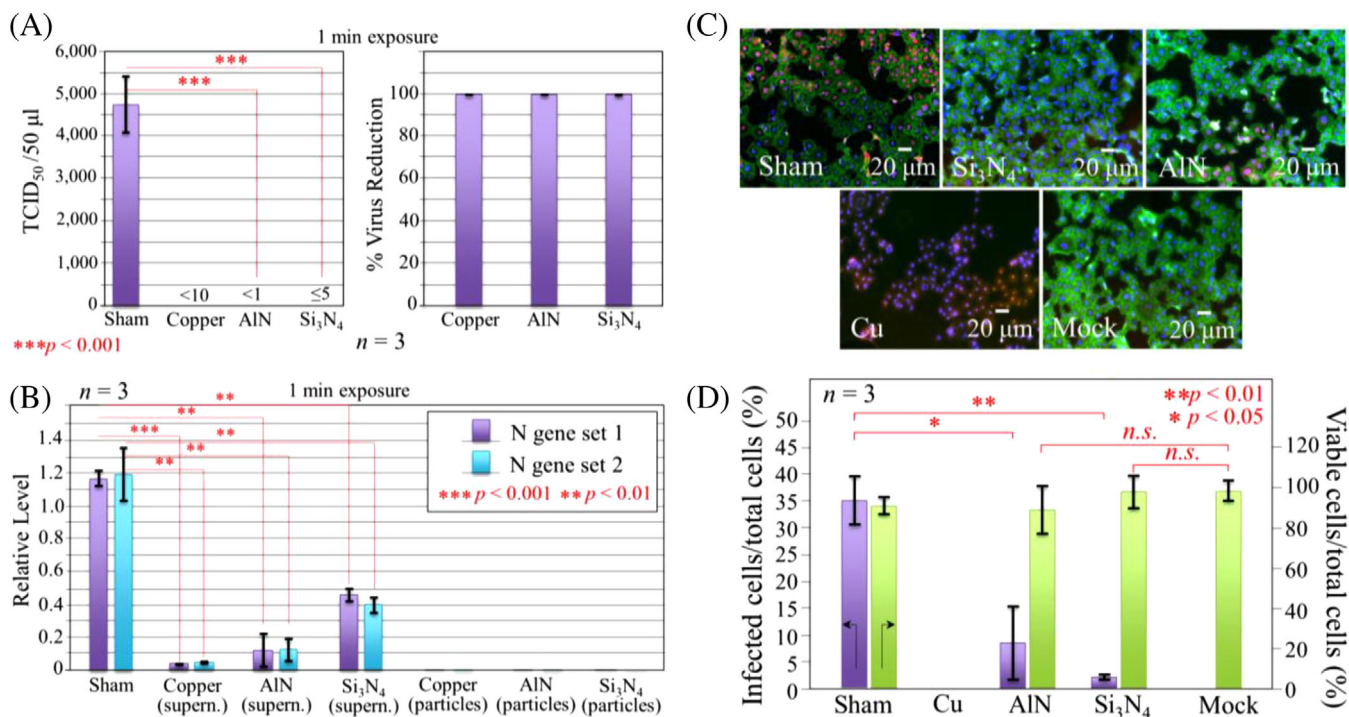 (A)
1 min exposure
6,000
5,000
4,000
3,000
2,000
1,000
0
TCID50/50 µl
***
***
<10
<1
≤5
Sham
Copper
AlN
Si3N4
***p < 0.001
n = 3
100
80
60
40
20
0
% Virus Reduction
Copper
AlN
Si3N4
(B)
n = 3
1 min exposure
**
**
***
**
**
**
N gene set 1
N gene set 2
***p < 0.001 **p < 0.01
1.4
1.2
1.0
0.8
0.6
0.4
0.2
0
Relative Level
Sham
Copper
(supern.)
AlN
(supern.)
Si3N4
(supern.)
Copper
(particles)
AlN
(particles)
Si3N4
(particles)
(C)
Sham
20 µm
Si3N4
20 µm
AlN
20 µm
Cu
20 µm
Mock
20 µm
(D)
n = 3
**p < 0.01
* p < 0.05
**
*
n.s.
n.s.
50
45
40
35
30
25
20
15
10
5
0
Infected cells/total cells (%)
120
100
80
60
40
20
0
Viable cells/total cells (%)
Sham
Cu
AlN
Si3N4
Mock